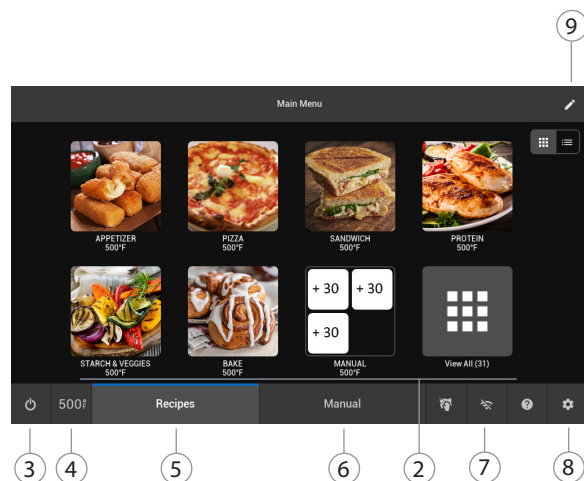 9
Main Menu
APPETIZER
500°F
PIZZA
500°F
SANDWICH
500°F
PROTEIN
500°F
+ 30 + 30
+ 30
STARCH & VEGGIES
500°F
BAKE
500°F
MANUAL
500°F
View All (31)
500°F Recipes Manual ?
3 4 5 6 2 7 8